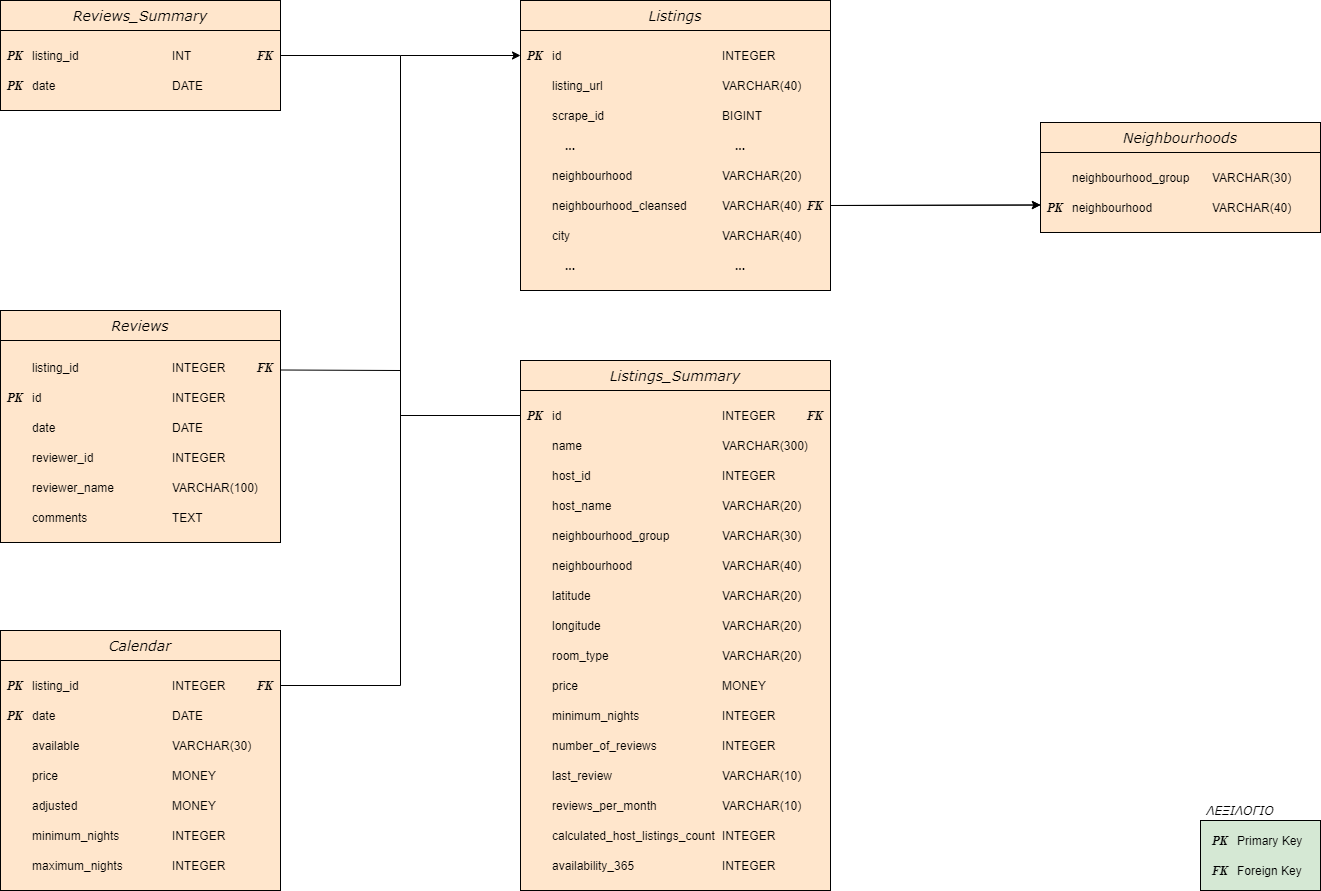 Reviews_Summary
PK listing_id INT FK
PK date DATE
Listings
PK id INTEGER
listing_url VARCHAR(40)
scrape_id BIGINT
... ...
neighbourhood VARCHAR(20)
neighbourhood_cleansed VARCHAR(40) FK
city VARCHAR(40)
... ...
Neighbourhoods
neighbourhood_group VARCHAR(30)
PK neighbourhood VARCHAR(40)
Reviews
listing_id INTEGER FK
PK id INTEGER
date DATE
reviewer_id INTEGER
reviewer_name VARCHAR(100)
comments TEXT
Listings_Summary
PK id INTEGER FK
name VARCHAR(300)
host_id INTEGER
host_name VARCHAR(20)
neighbourhood_group VARCHAR(30)
neighbourhood VARCHAR(40)
latitude VARCHAR(20)
longitude VARCHAR(20)
room_type VARCHAR(20)
price MONEY
minimum_nights INTEGER
number_of_reviews INTEGER
last_review VARCHAR(10)
reviews_per_month VARCHAR(10)
calculated_host_listings_count INTEGER
availability_365 INTEGER
Calendar
PK listing_id INTEGER FK
PK date DATE
available VARCHAR(30)
price MONEY
adjusted MONEY
minimum_nights INTEGER
maximum_nights INTEGER
ΛΕΞΙΛΟΓΙΟ
PK Primary Key
FK Foreign Key